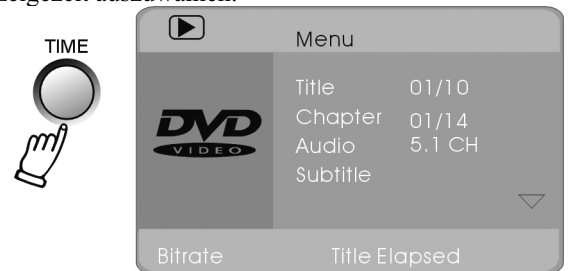 TIME
Menu
Title 01/10
Chapter 01/14
Audio 5.1 CH
Subtitle
DVD
VIDEO
Bitrate Title Elapsed